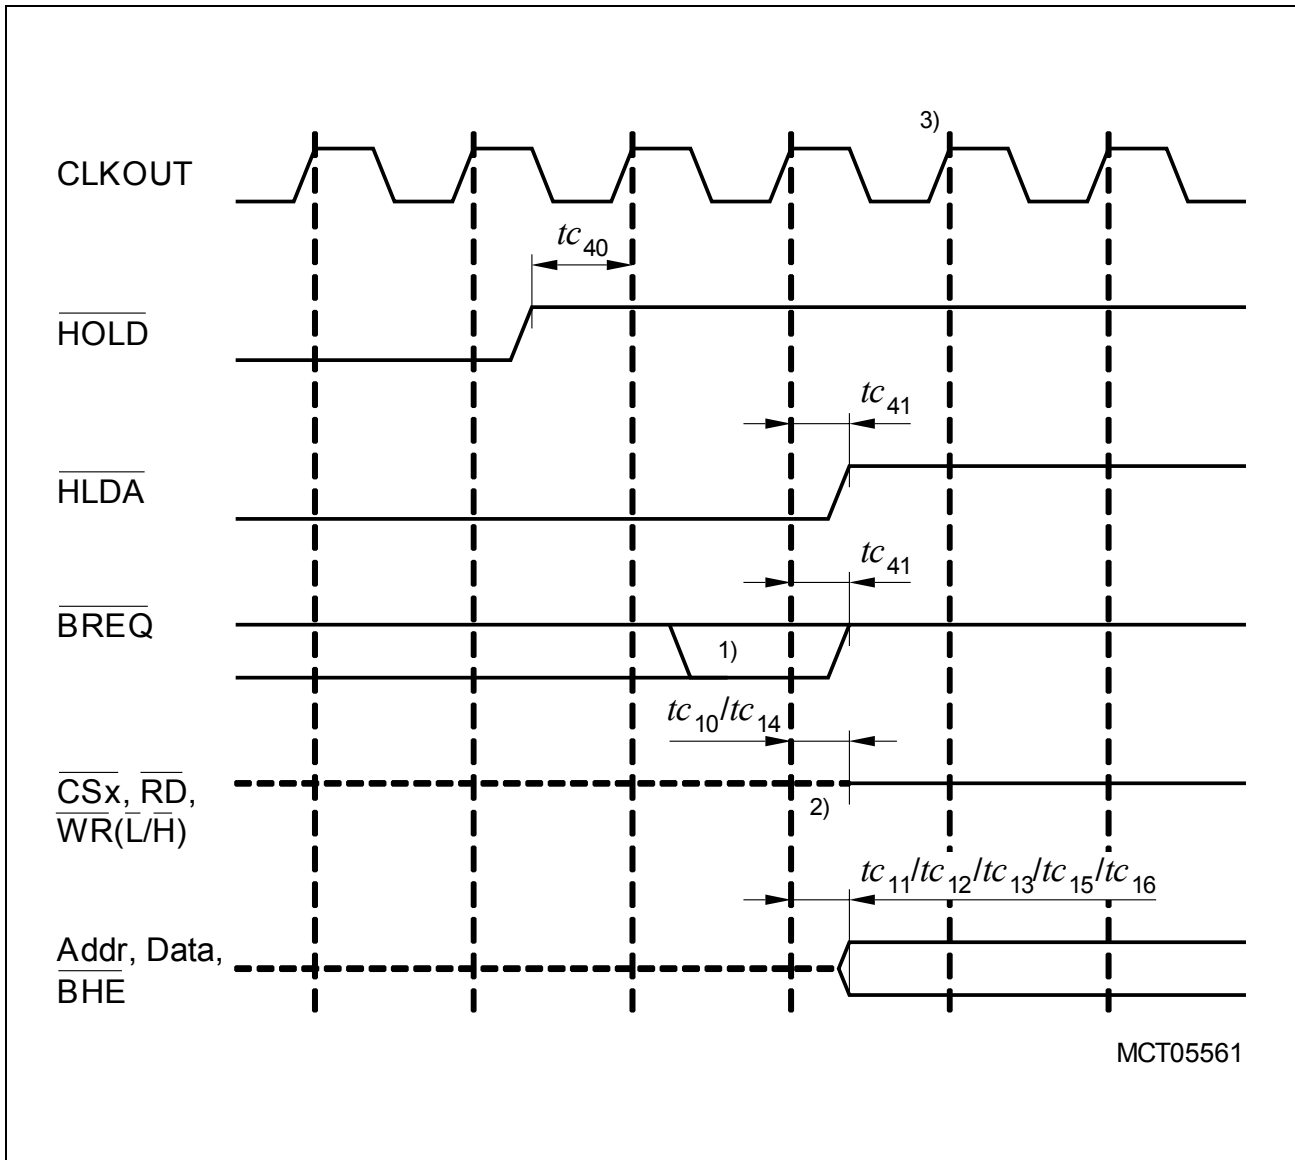 3)
CLKOUT
tc40
HOLD
tc41
HLDA
tc41
BREQ
1)
tc10/tc14
CSx, RD,
WR(L/H)
2)
tc11/tc12/tc13/tc15/tc16
Addr, Data,
BHE
MCT05561